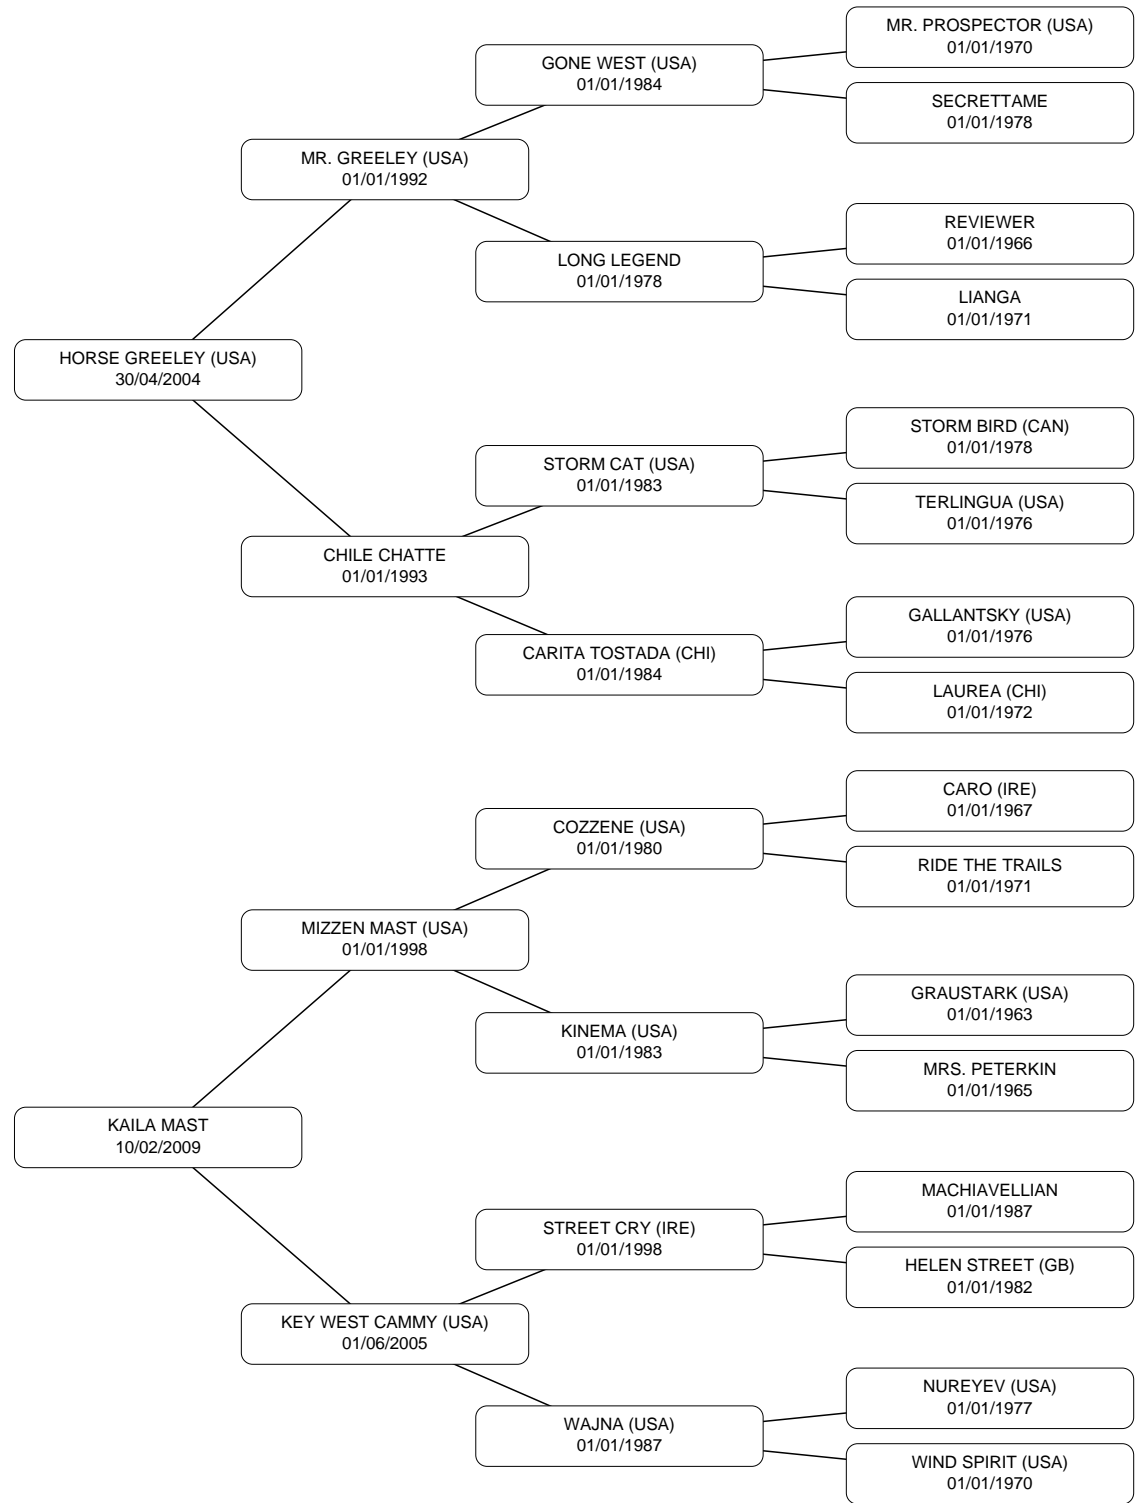 MR. PROSPECTOR (USA)
01/01/1970
GONE WEST (USA)
01/01/1984
SECRETTAME
01/01/1978
MR. GREELEY (USA)
01/01/1992
REVIEWER
01/01/1966
LONG LEGEND
01/01/1978
LIANGA
01/01/1971
HORSE GREELEY (USA)
30/04/2004
STORM BIRD (CAN)
01/01/1978
STORM CAT (USA)
01/01/1983
TERLINGUA (USA)
01/01/1976
CHILE CHATTE
01/01/1993
GALLANTSKY (USA)
01/01/1976
CARITA TOSTADA (CHI)
01/01/1984
LAUREA (CHI)
01/01/1972
CARO (IRE)
01/01/1967
COZZENE (USA)
01/01/1980
RIDE THE TRAILS
01/01/1971
MIZZEN MAST (USA)
01/01/1998
GRAUSTARK (USA)
01/01/1963
KINEMA (USA)
01/01/1983
MRS. PETERKIN
01/01/1965
KAILA MAST
10/02/2009
MACHIAVELLIAN
01/01/1987
STREET CRY (IRE)
01/01/1998
HELEN STREET (GB)
01/01/1982
KEY WEST CAMMY (USA)
01/06/2005
NUREYEV (USA)
01/01/1977
WAJNA (USA)
01/01/1987
WIND SPIRIT (USA)
01/01/1970